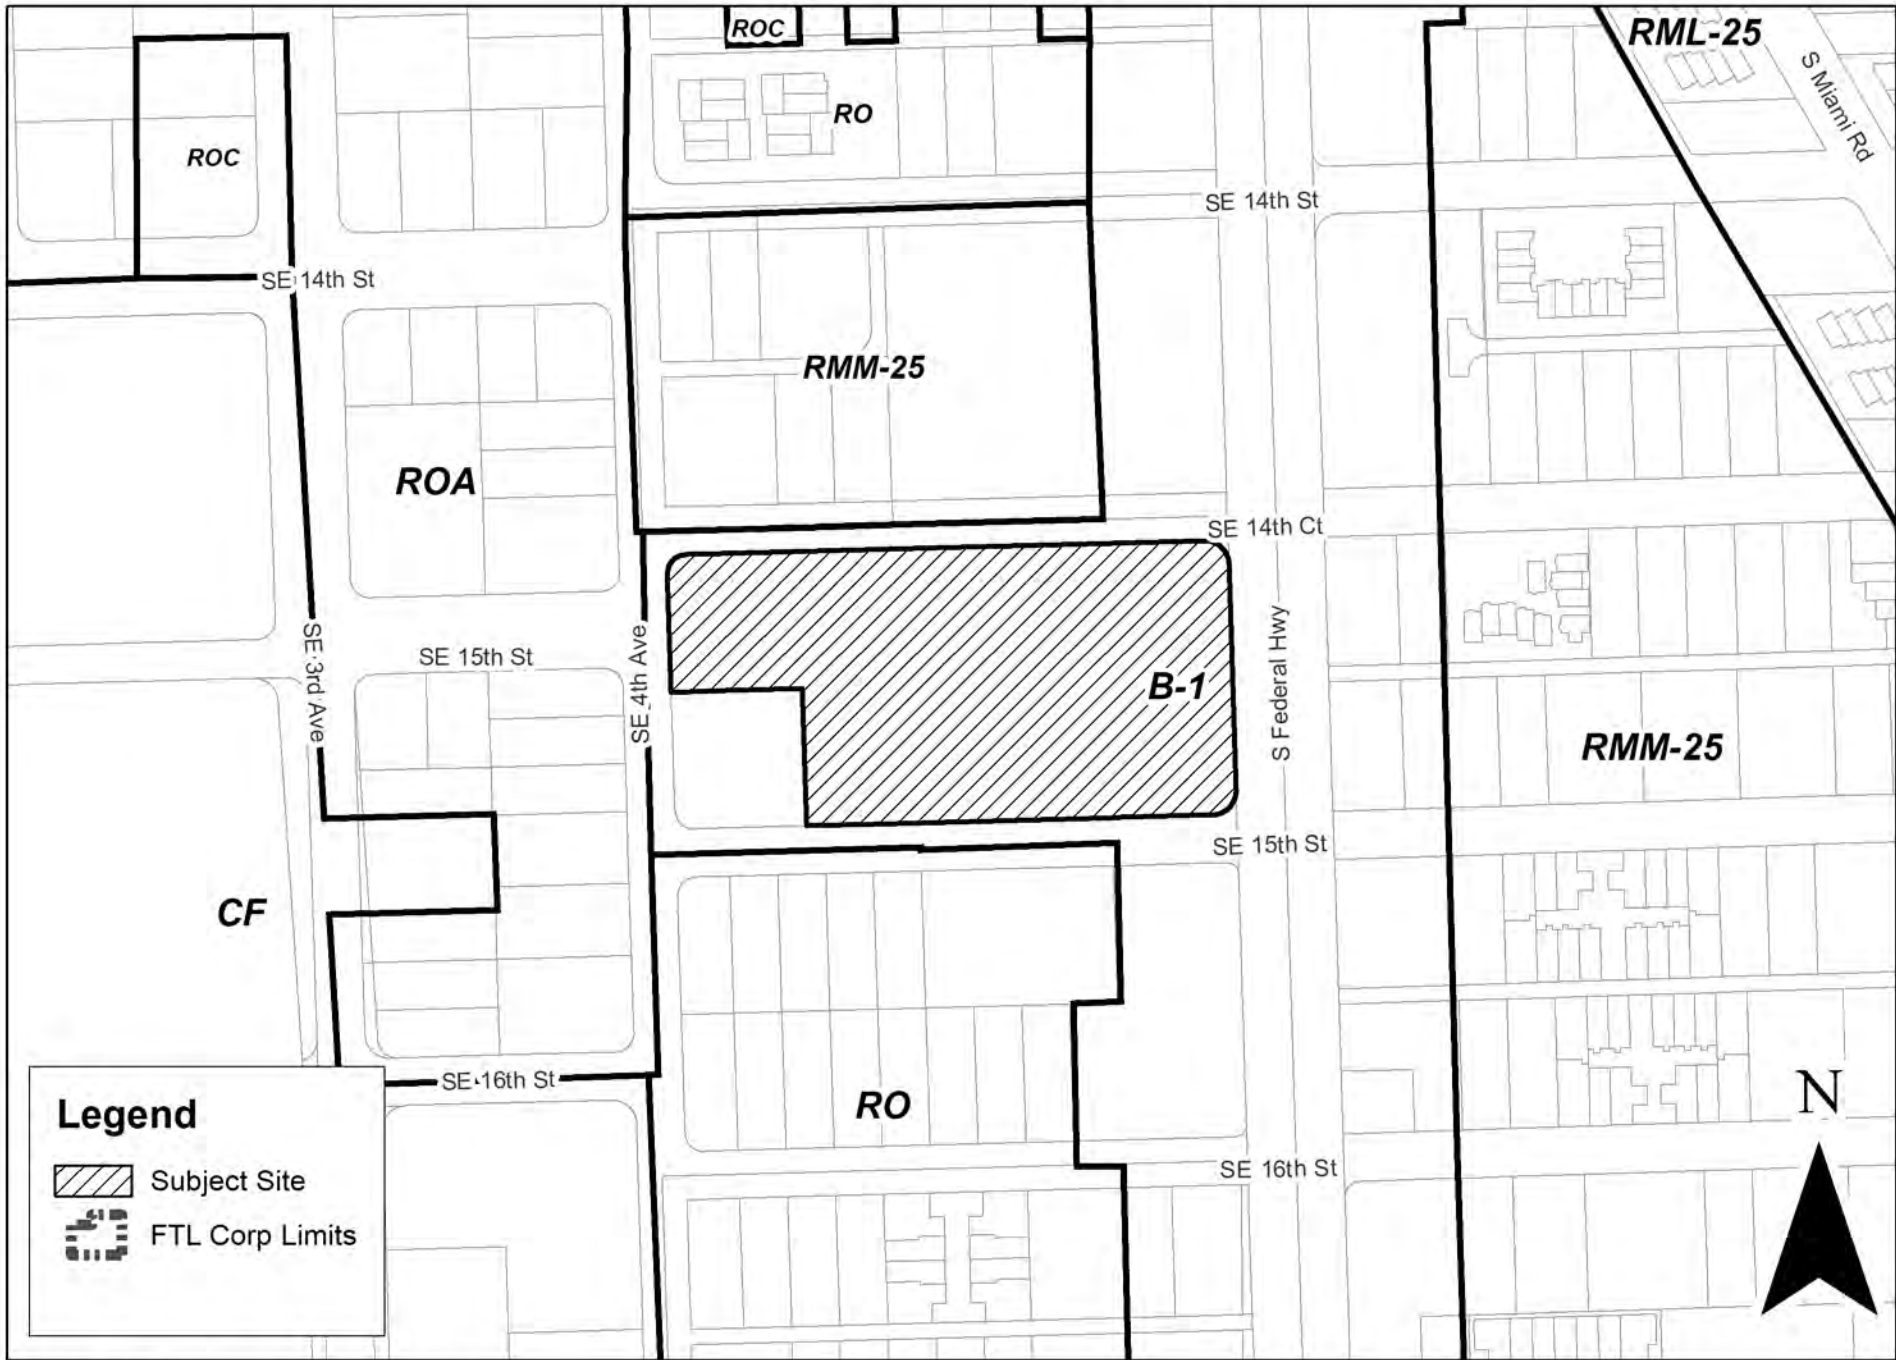 ROC
RML-25
S Miami Rd
RO
ROC
SE 14th St
SE 14th St
RMM-25
ROA
SE 14th Ct
SE 3rd Ave
SE 15th St
SE 4th Ave
S Federal Hwy
B-1
RMM-25
SE 15th St
CF
SE 16th St
RO
N
SE 16th St
Legend
Subject Site
FTL Corp Limits